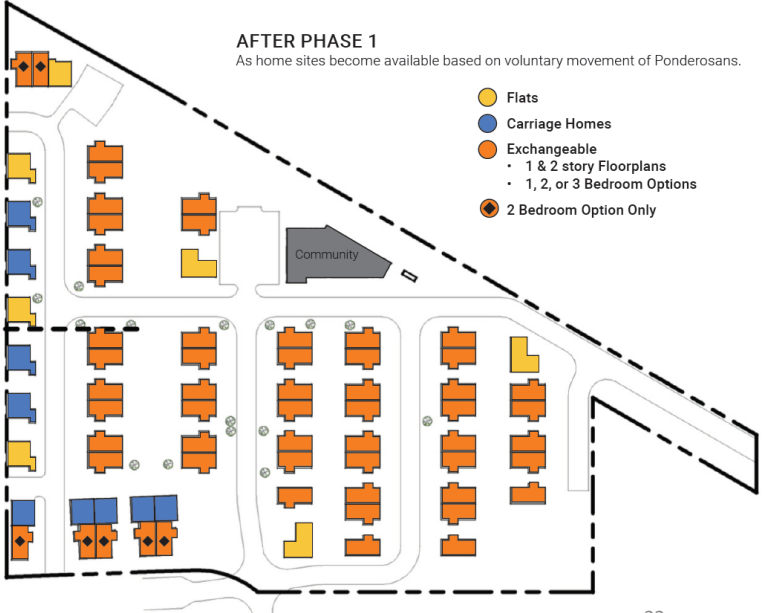 AFTER PHASE 1
As home sites become available based on voluntary movement of Ponderosans.
Flats
Carriage Homes
Exchangeable
• 1 & 2 story Floorplans
• 1, 2, or 3 Bedroom Options
2 Bedroom Option Only
Community